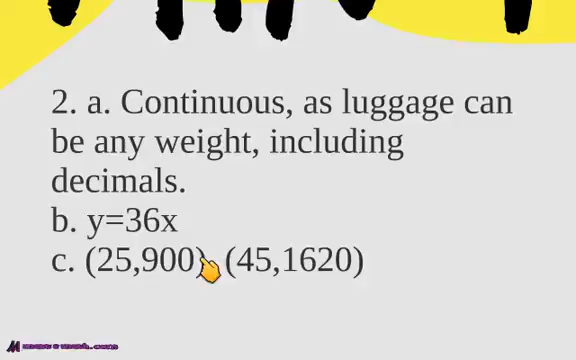 2. a. Continuous, as luggage can
be any weight, including
decimals.
b. y=36x
c. (25,900) (45,1620)